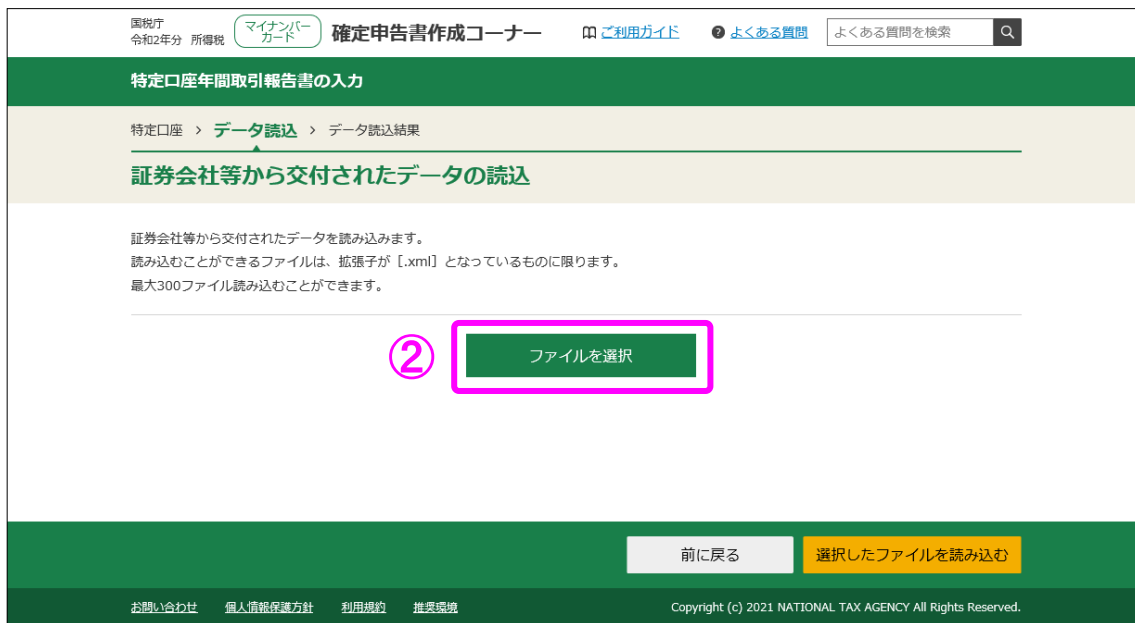 国税庁
令和2年分 所得税
マイナンバー
カード
確定申告書作成コーナー
ご利用ガイド
よくある質問
よくある質問を検索
特定口座年間取引報告書の入力
特定口座 > データ読込 > データ読込結果
証券会社等から交付されたデータの読込
証券会社等から交付されたデータを読み込みます。
読み込むことができるファイルは、拡張子が［.xml］となっているものに限ります。
最大300ファイル読み込むことができます。
②
ファイルを選択
前に戻る
選択したファイルを読み込む
お問い合わせ 個人情報保護方針 利用規約 推奨環境
Copyright (c) 2021 NATIONAL TAX AGENCY All Rights Reserved.